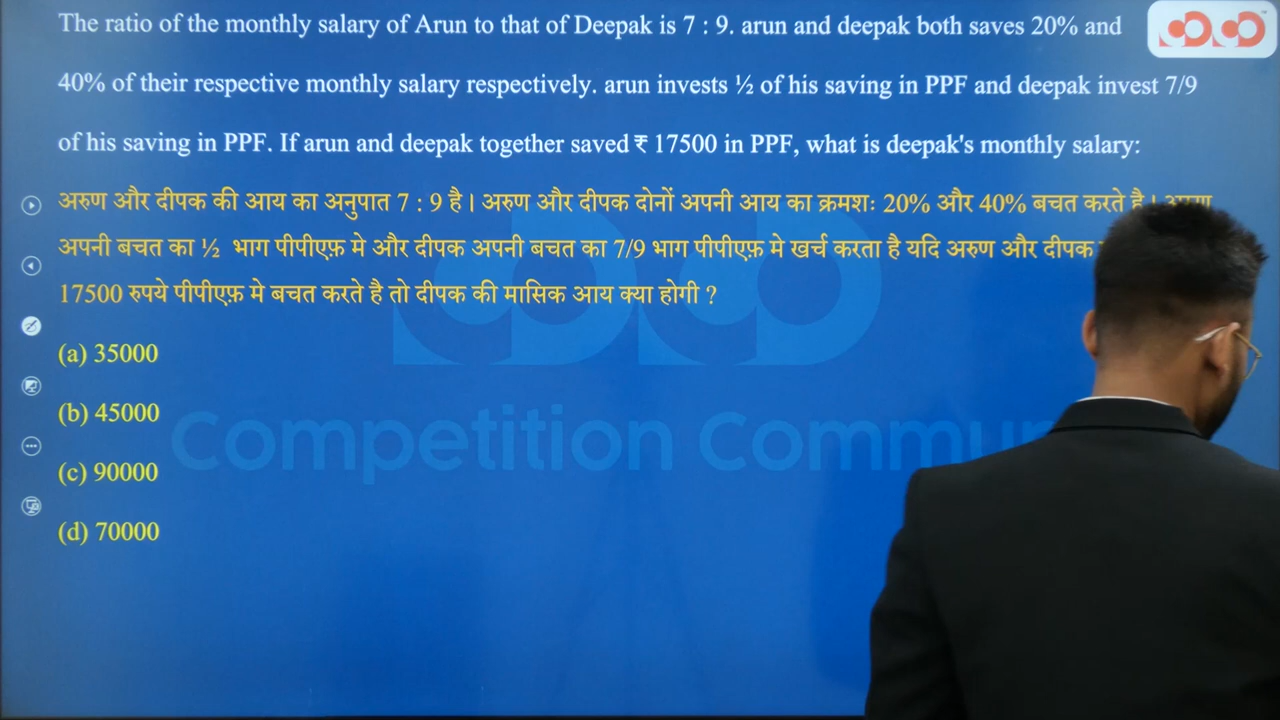 The ratio of the monthly salary of Arun to that of Deepak is 7 : 9. arun and deepak both saves 20% and
40% of their respective monthly salary respectively. arun invests ½ of his saving in PPF and deepak invest 7/9
of his saving in PPF. If arun and deepak together saved ₹ 17500 in PPF, what is deepak's monthly salary:
अरुण और दीपक की आय का अनुपात 7 : 9 है। अरुण और दीपक दोनों अपनी आय का क्रमशः 20% और 40% बचत करते है।
अपनी बचत का ½ भाग पीपीएफ़ मे और दीपक अपनी बचत का 7/9 भाग पीपीएफ़ मे खर्च करता है यदि अरुण और दीपक
17500 रुपये पीपीएफ़ मे बचत करते है तो दीपक की मासिक आय क्या होगी ?
(a) 35000
(b) 45000
Competition
(c) 90000
(d) 70000